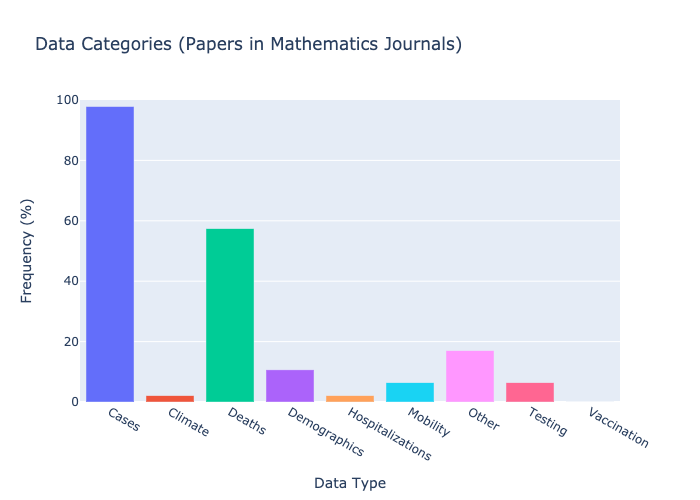 Data Categories (Papers in Mathematics Journals)
100
80
60
40
20
0
Frequency (%)
Cases
Climate
Deaths
Demographics
Hospitalizations
Mobility
Other
Testing
Vaccination
Data Type